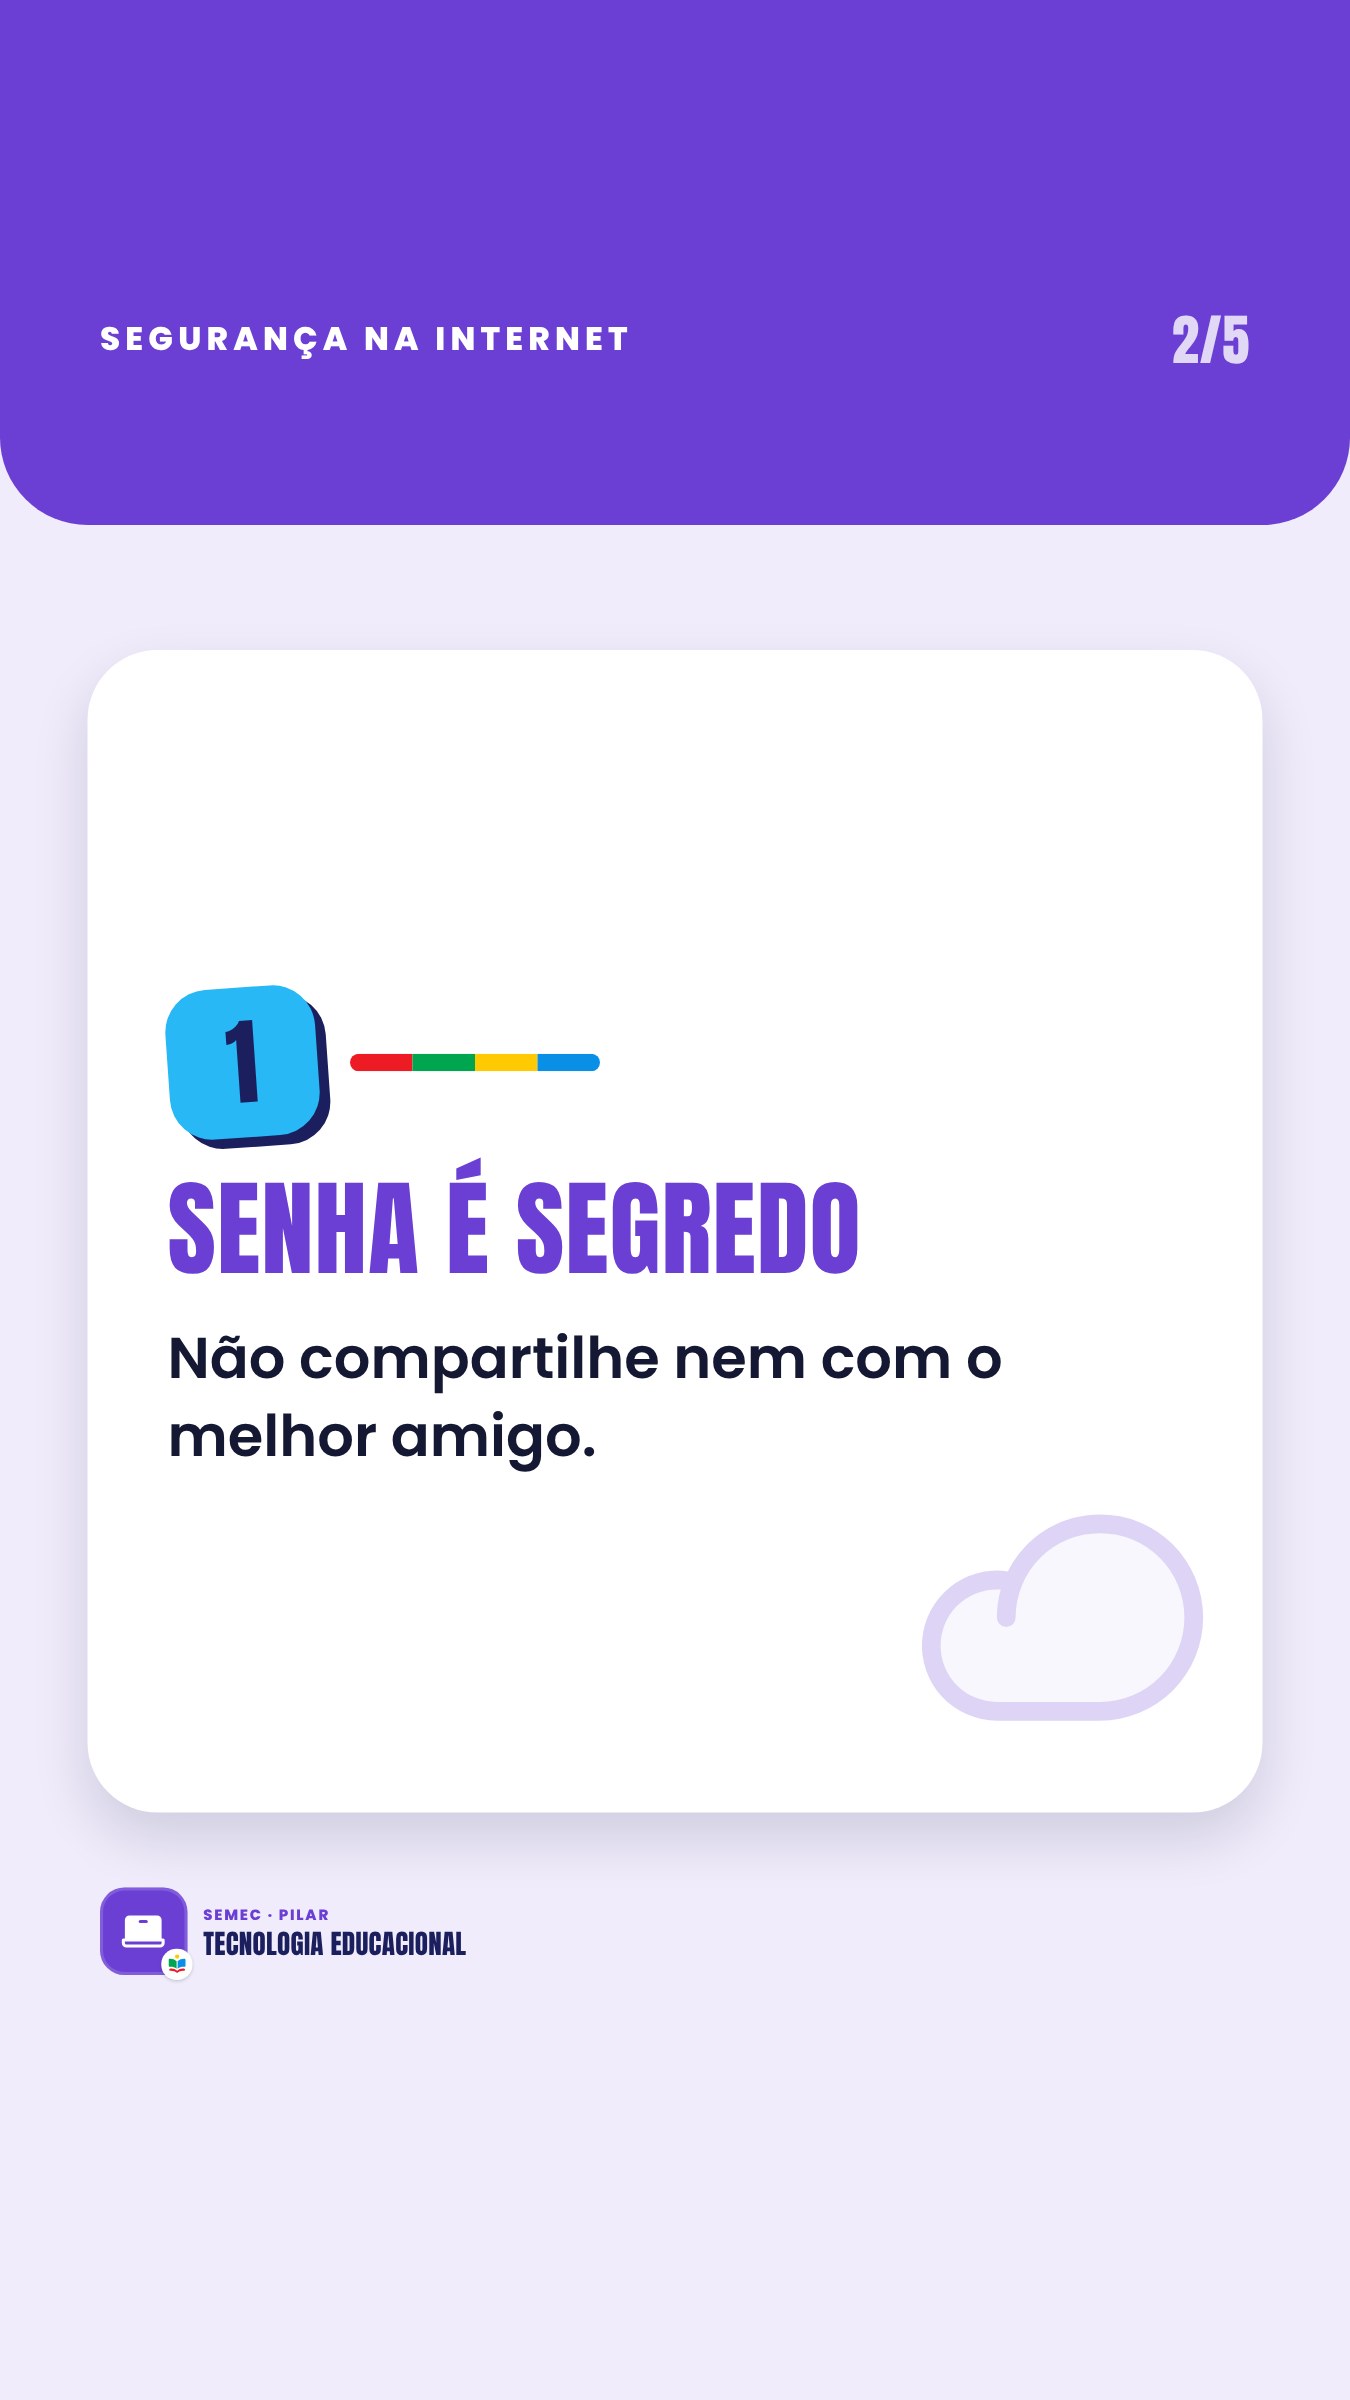 SEGURANÇA NA INTERNET
2/5
1
SENHA É SEGREDO
Não compartilhe nem com o
melhor amigo.
SEMEC · PILAR
TECNOLOGIA EDUCACIONAL